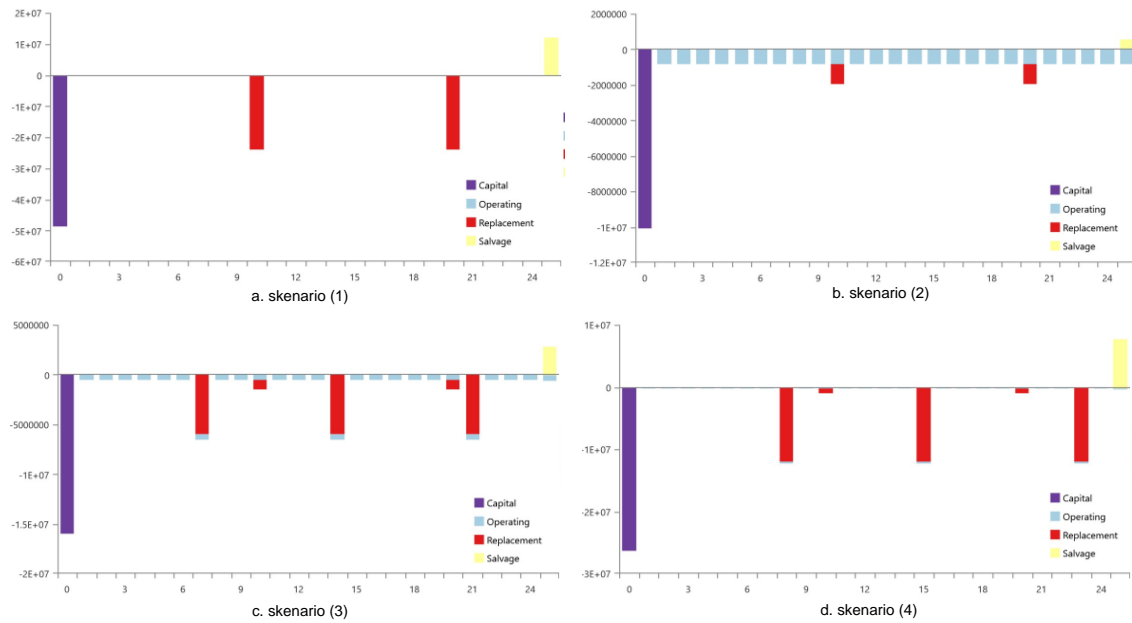 2E+07
1E+07
0
-1E+07
-2E+07
-3E+07
-4E+07
-5E+07
-6E+07
Capital
Operating
Replacement
Salvage
0 3 6 9 12 15 18 21 24
a. skenario (1)
2000000
0
-2000000
-4000000
-6000000
-8000000
-1E+07
-1.2E+07
Capital
Operating
Replacement
Salvage
0 3 6 9 12 15 18 21 24
b. skenario (2)
5000000
0
-5000000
-1E+07
-1.5E+07
-2E+07
Capital
Operating
Replacement
Salvage
0 3 6 9 12 15 18 21 24
c. skenario (3)
1E+07
0
-1E+07
-2E+07
-3E+07
Capital
Operating
Replacement
Salvage
0 3 6 9 12 15 18 21 24
d. skenario (4)